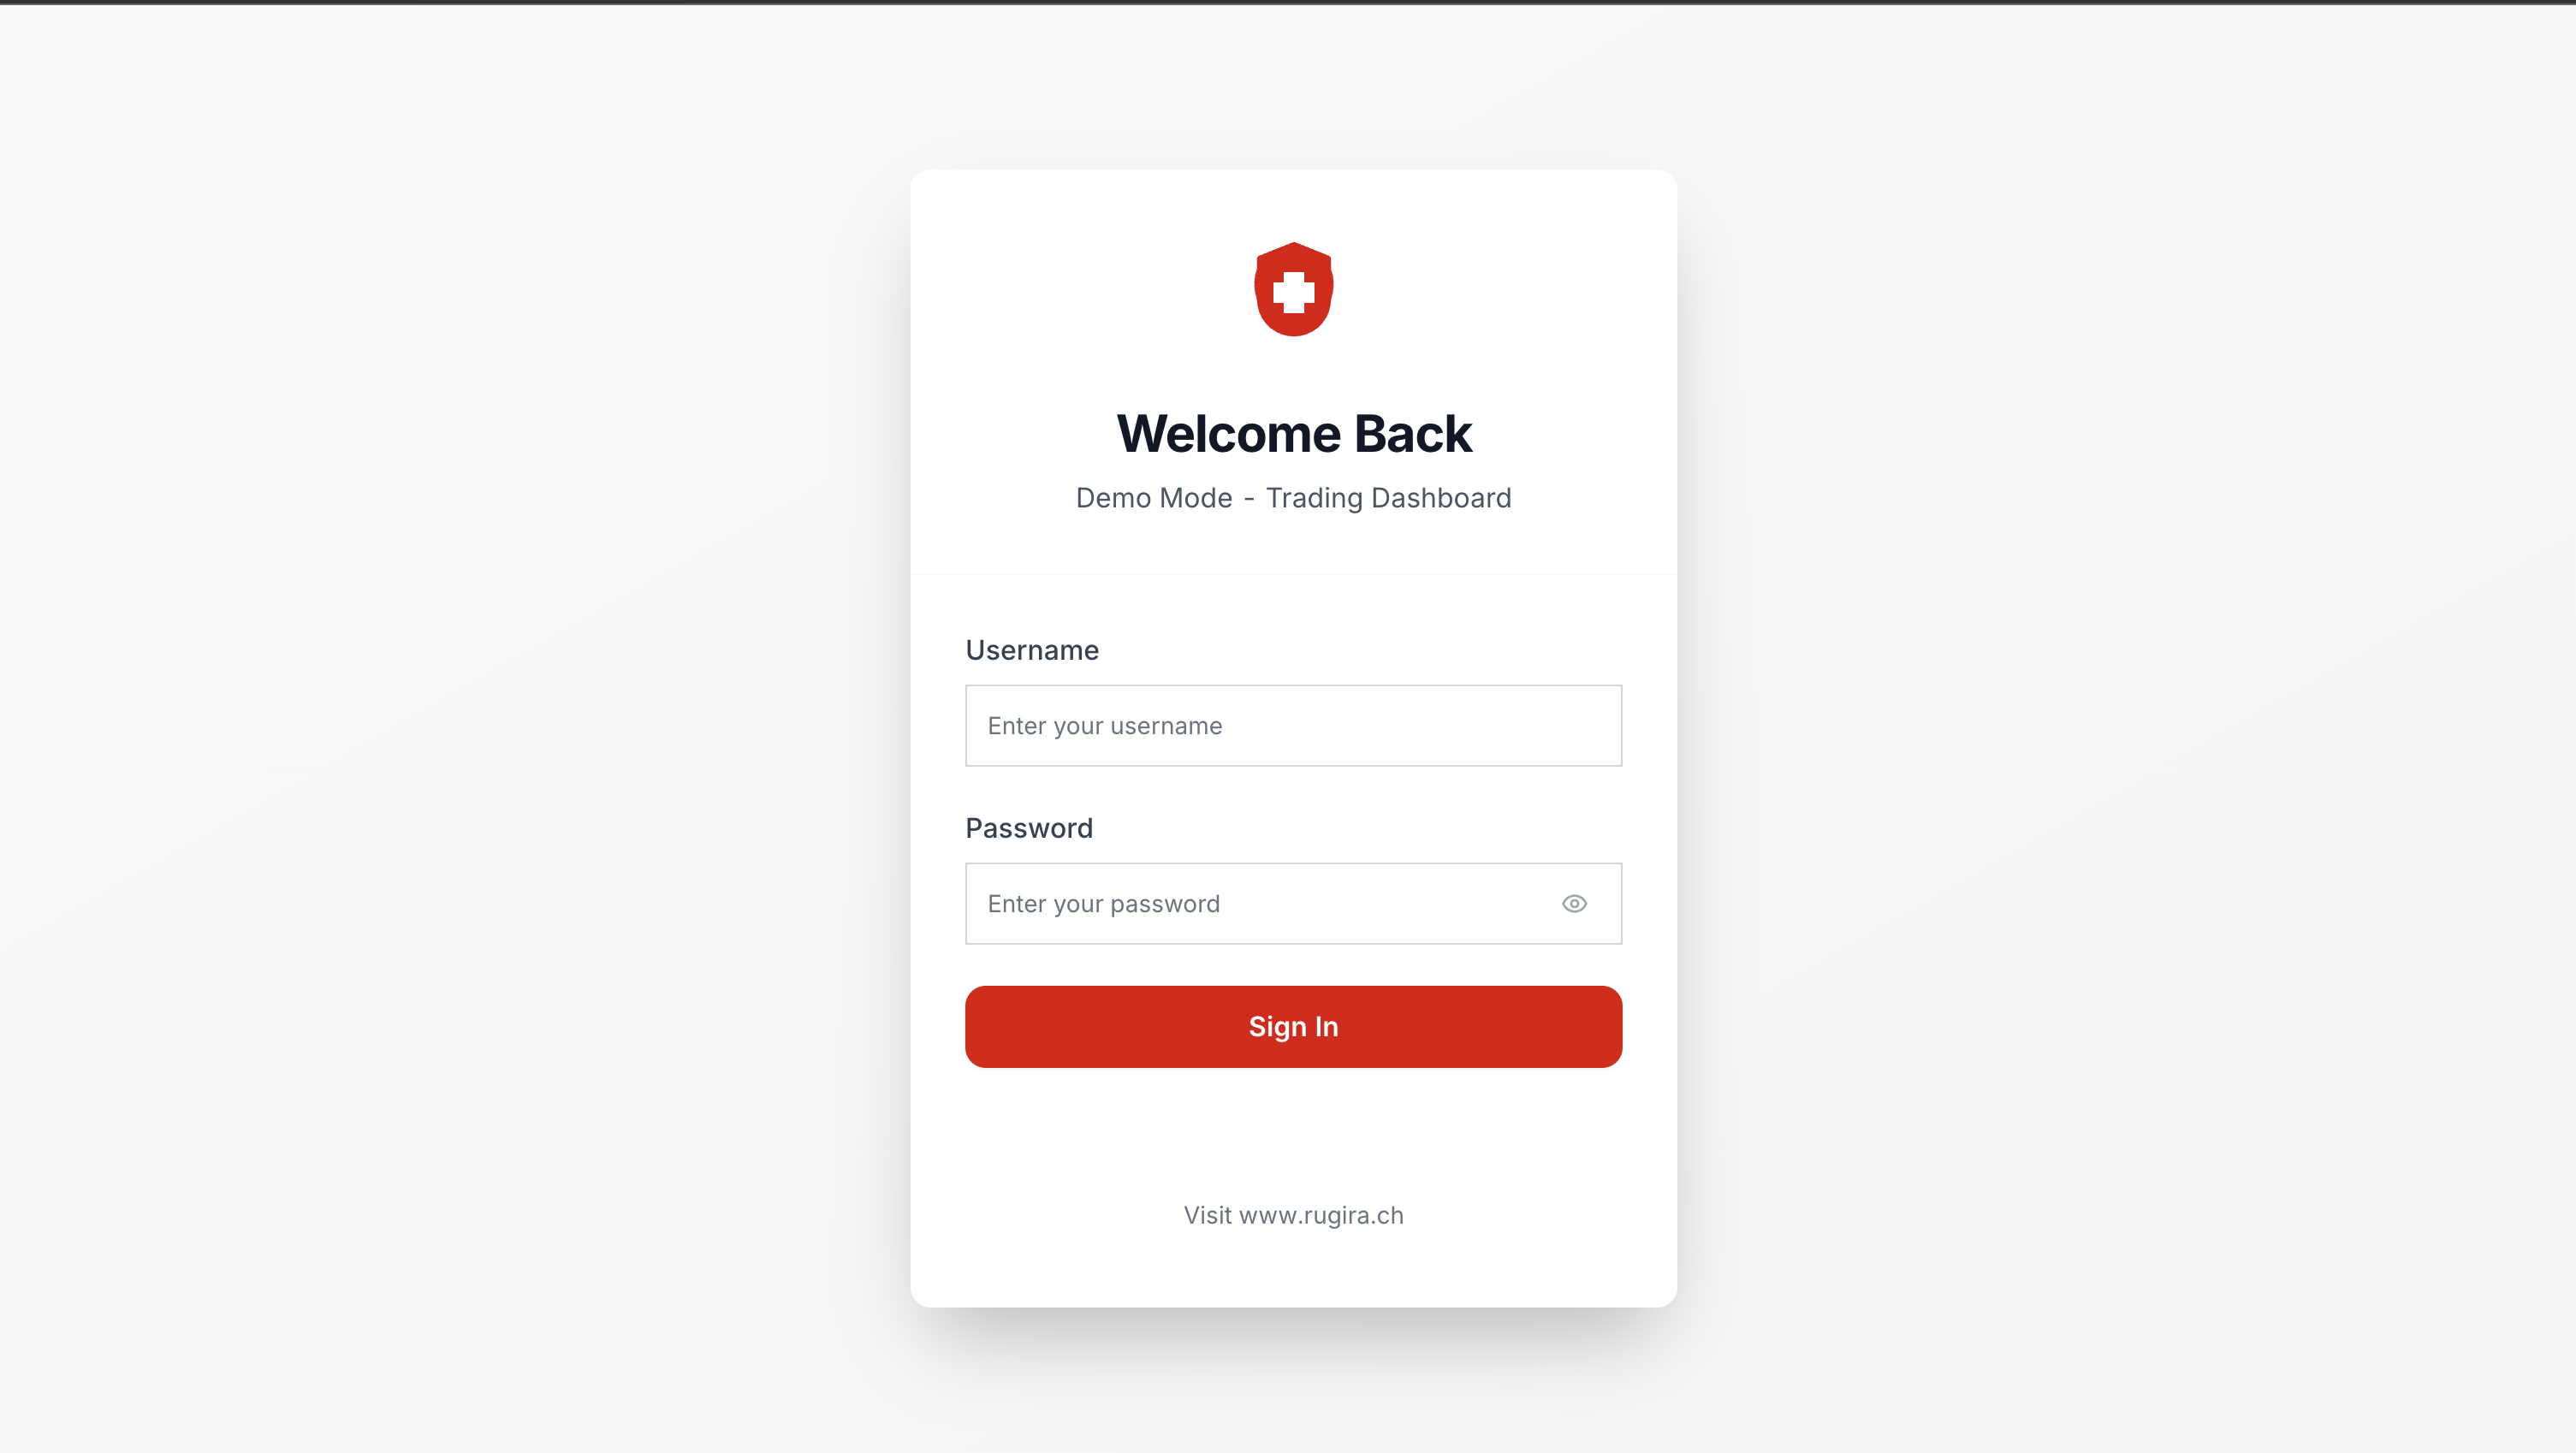 Welcome Back
Demo Mode - Trading Dashboard
Username
Enter your username
Password
Enter your password
Sign In
Visit www.rugira.ch